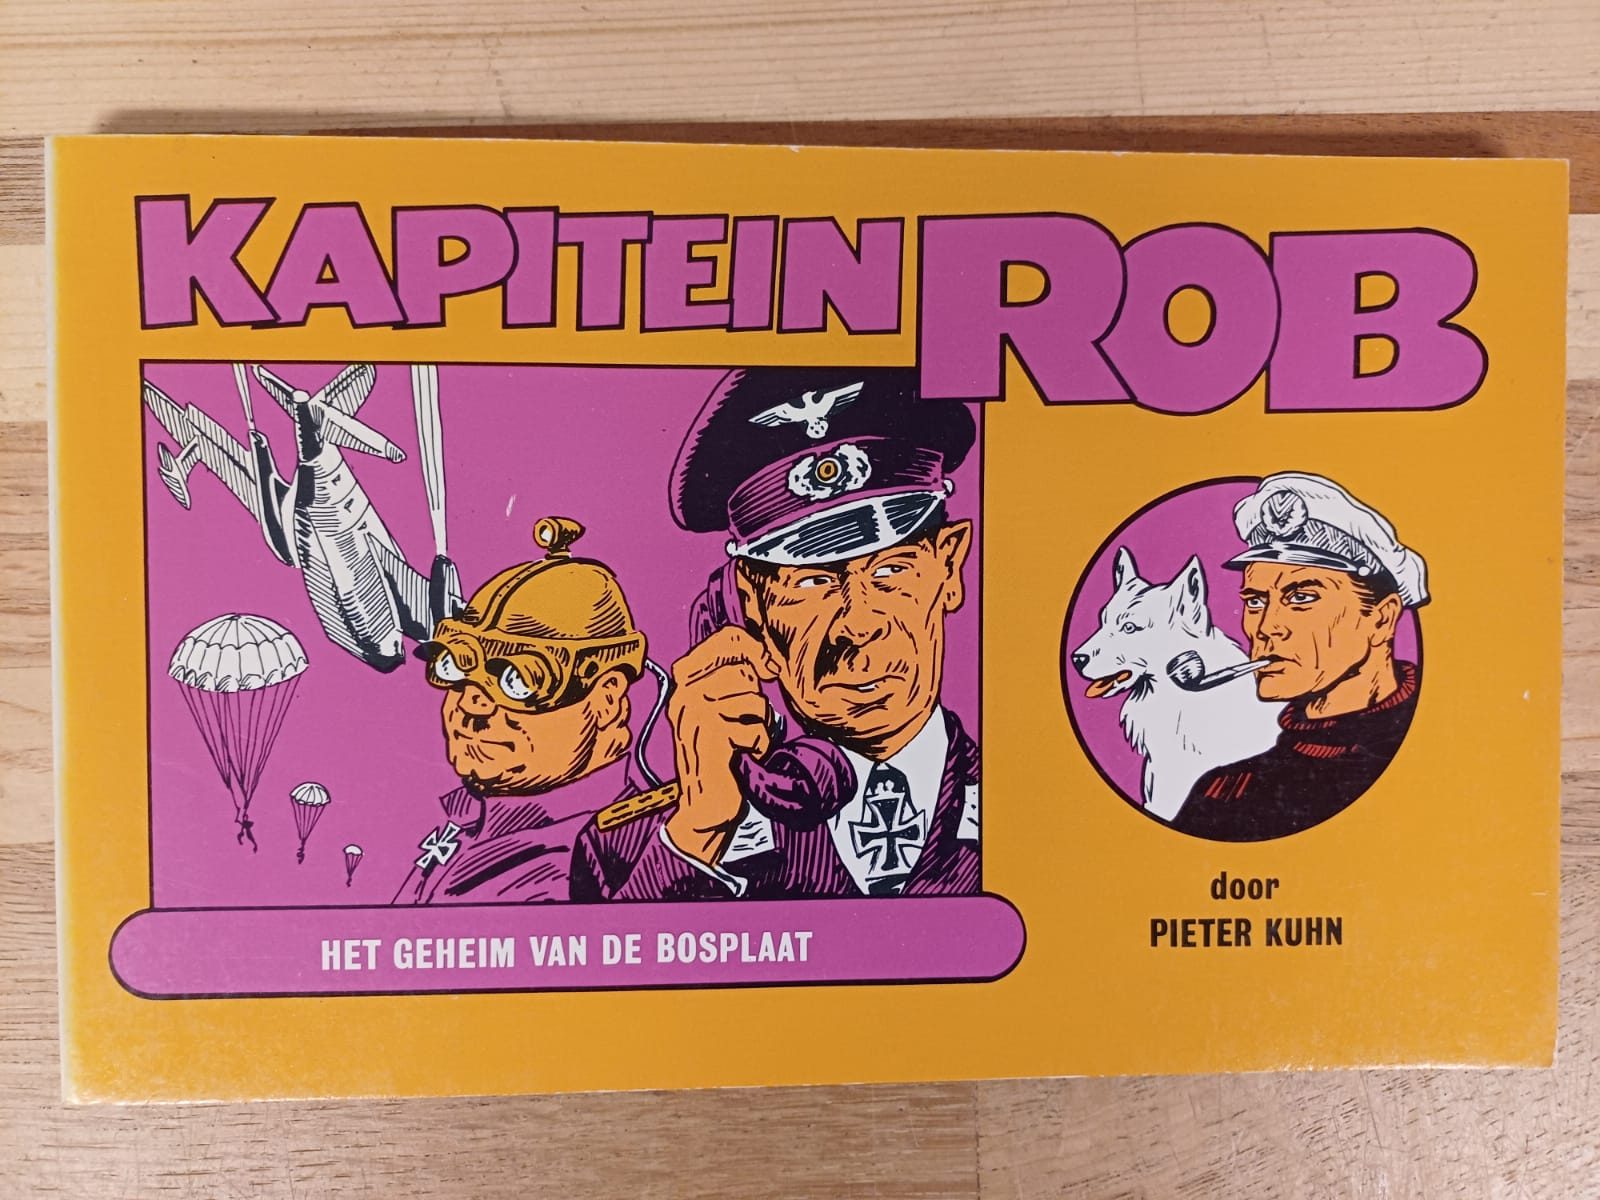 KAPITEIN ROB
HET GEHEIM VAN DE BOSPLAAT
door
PIETER KUHN